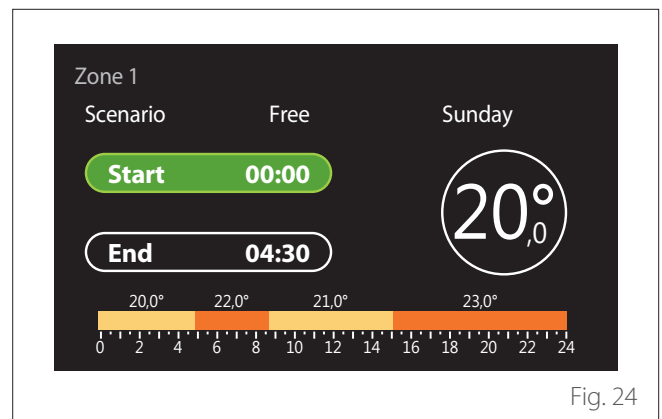 Zone 1
Scenario Free Sunday
Start 00:00
20,0°
End 04:30
20,0° 22,0° 21,0° 23,0°
0 2 4 6 8 10 12 14 16 18 20 22 24
Fig. 24